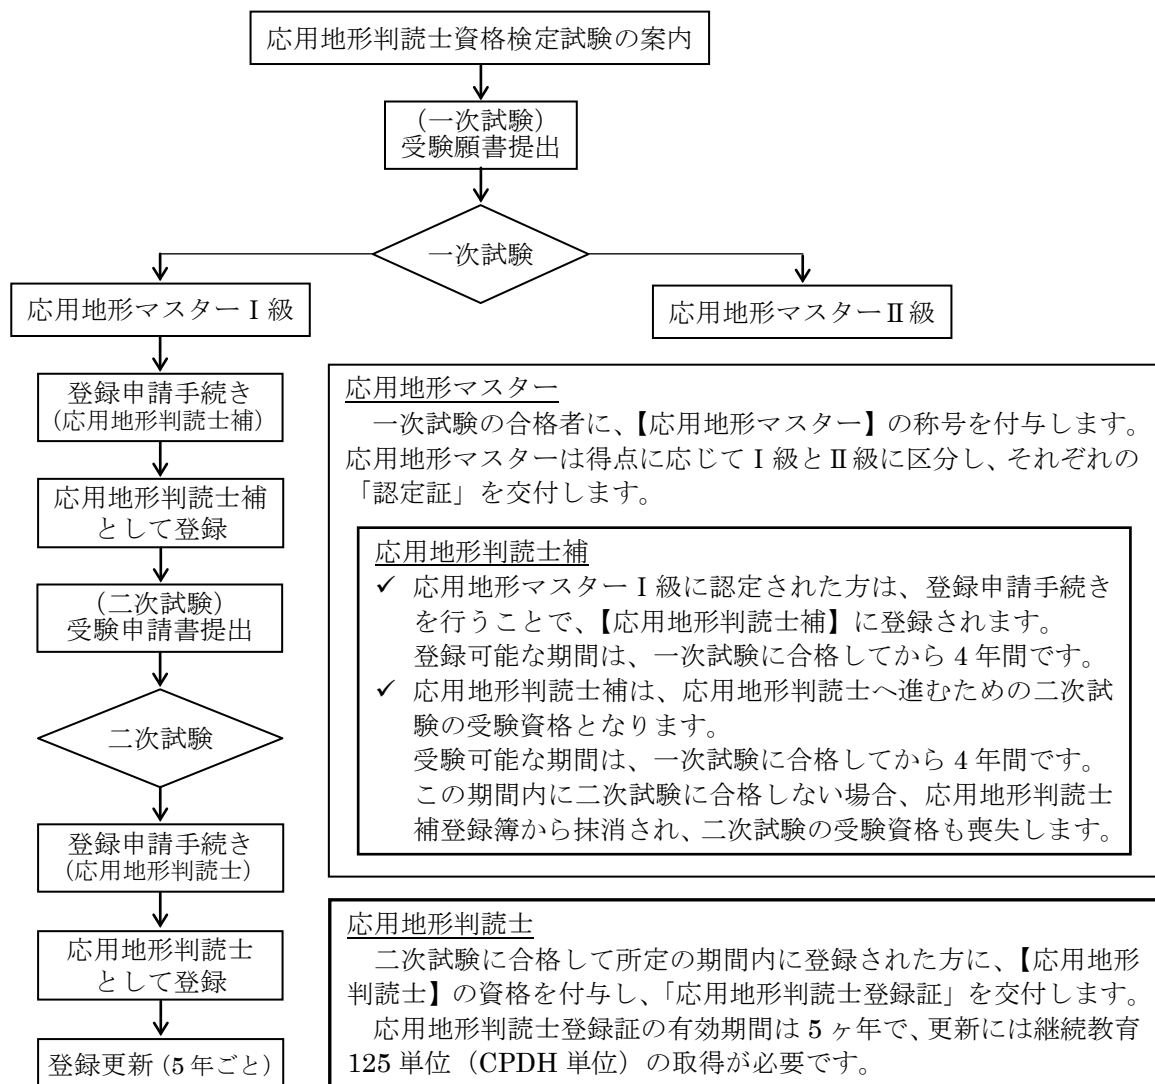 応用地形判読士資格検定試験の案内
（一次試験）
受験願書提出
一次試験
応用地形マスターⅠ級
応用地形マスターⅡ級
登録申請手続き
(応用地形判読士補)
応用地形判読士補
として登録
（二次試験）
受験申請書提出
二次試験
登録申請手続き
(応用地形判読士)
応用地形判読士
として登録
登録更新 (5 年ごと)
応用地形マスター
一次試験の合格者に、【応用地形マスター】の称号を付与します。
応用地形マスターは得点に応じてⅠ級とⅡ級に区分し、それぞれの
「認定証」を交付します。
応用地形判読士補
✓ 応用地形マスターⅠ級に認定された方は、登録申請手続き
を行うことで、【応用地形判読士補】に登録されます。
登録可能な期間は、一次試験に合格してから 4 年間です。
✓ 応用地形判読士補は、応用地形判読士へ進むための二次試
験の受験資格となります。
受験可能な期間は、一次試験に合格してから 4 年間です。
この期間内に二次試験に合格しない場合、応用地形判読士
補登録簿から抹消され、二次試験の受験資格も喪失します。
応用地形判読士
二次試験に合格して所定の期間内に登録された方に、【応用地形
判読士】の資格を付与し、「応用地形判読士登録証」を交付します。
応用地形判読士登録証の有効期間は 5 ヶ年で、更新には継続教育
125 単位（CPDH 単位）の取得が必要です。